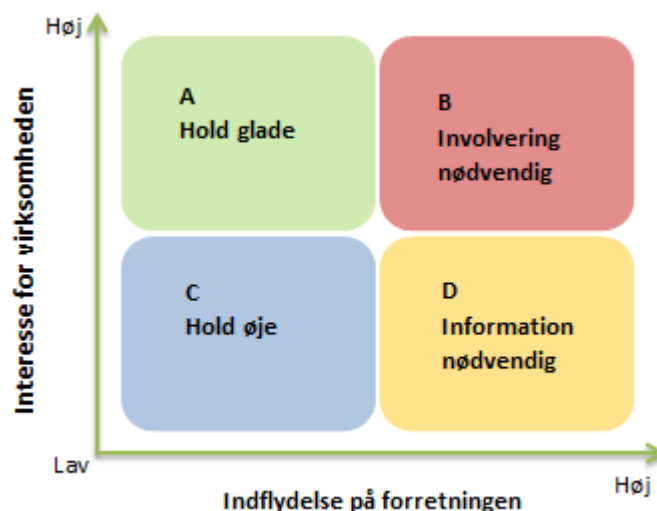 Høj
Interesse for virksomheden
A
Hold glade
B
Involvering
nødvendig
C
Hold øje
D
Information
nødvendig
Lav
Høj
Indflydelse på forretningen